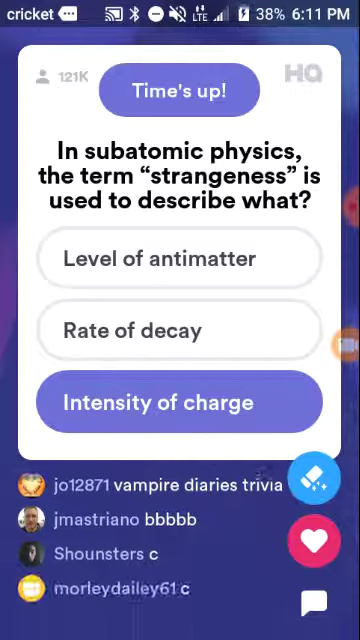 cricket LTE 38% 6:11 PM
121K Time's up! HQ
In subatomic physics,
the term “strangeness” is
used to describe what?
Level of antimatter
Rate of decay
Intensity of charge
jo12871 vampire diaries trivia
jmastriano bbbbb
Shounsters c
morleydailey61 c